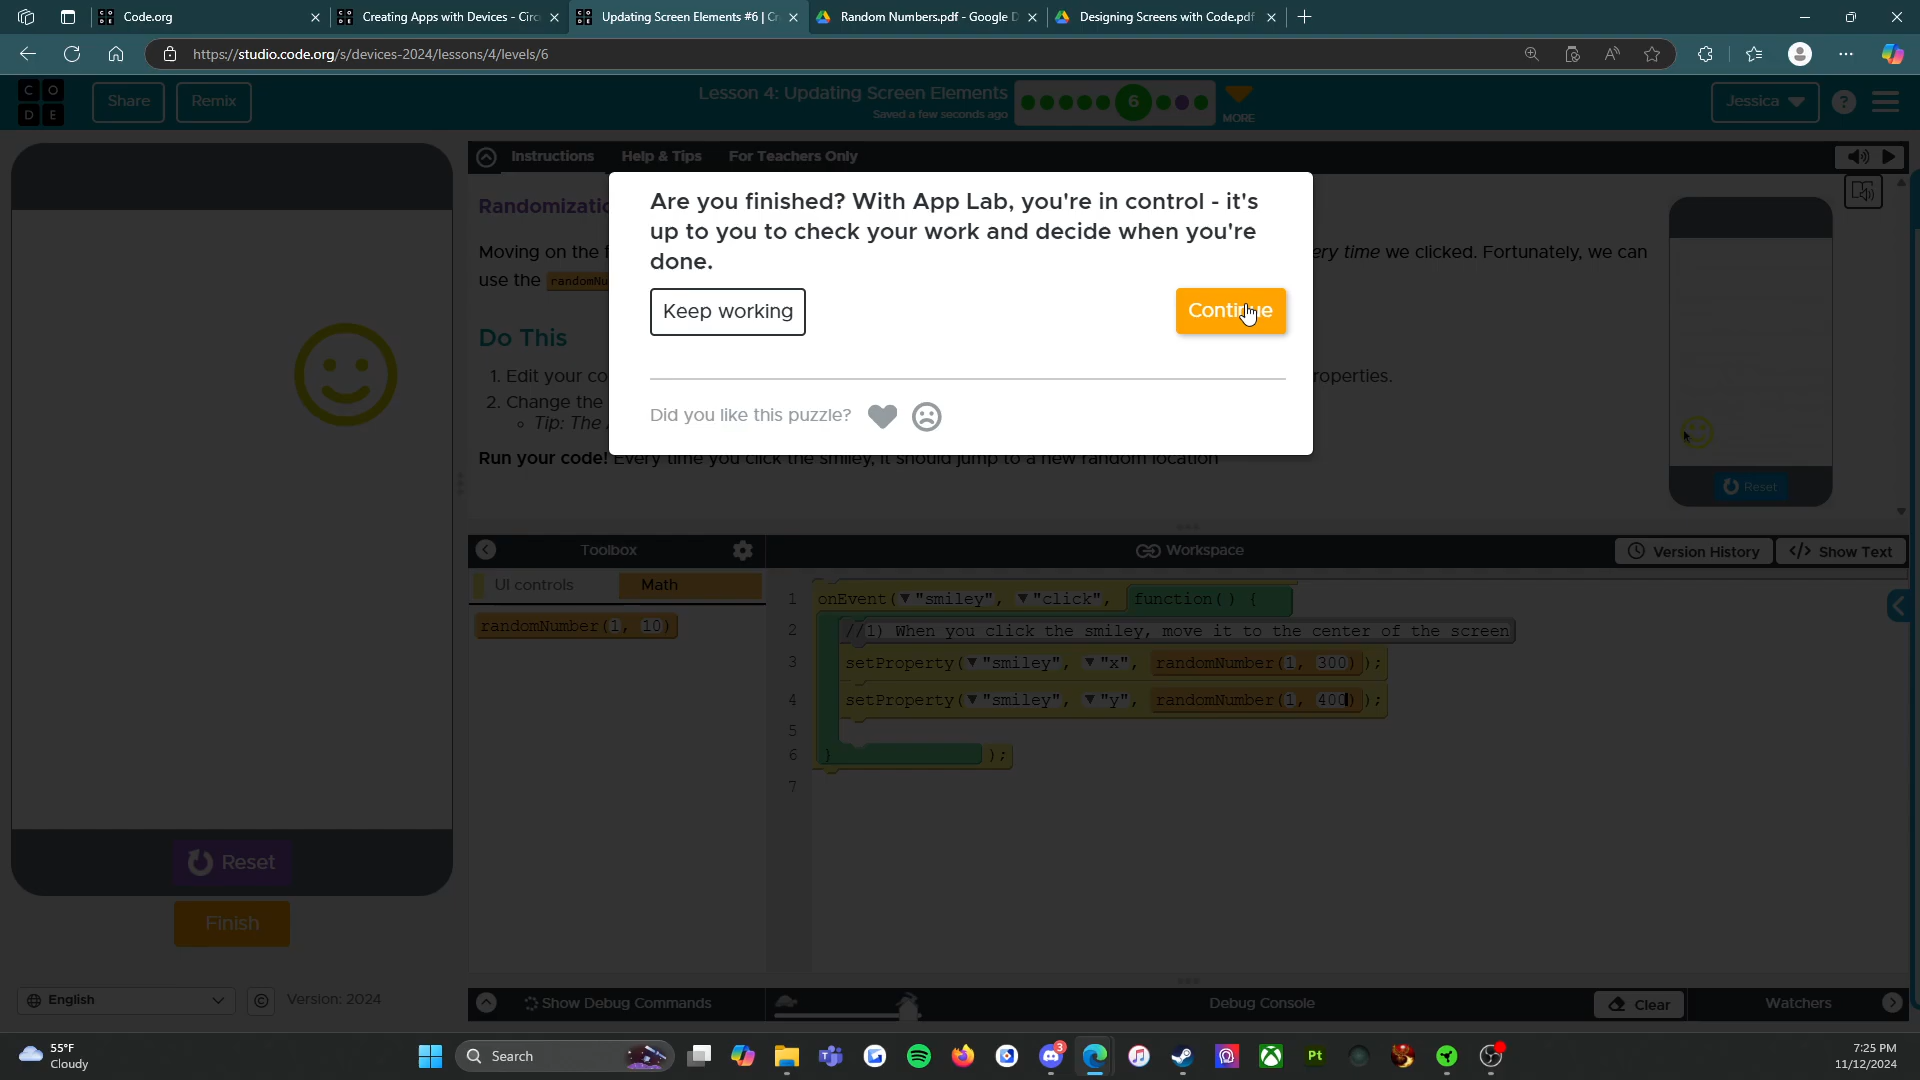 Code.org
Creating Apps with Devices - Circ
Updating Screen Elements #6 | Cr
Random Numbers.pdf - Google D
Designing Screens with Code.pdf
https://studio.code.org/s/devices-2024/lessons/4/levels/6
CODE
Share
Remix
Lesson 4: Updating Screen Elements
Saved a few seconds ago
6
MORE
Jessica
?
Instructions
Help & Tips
For Teachers Only
Are you finished? With App Lab, you're in control - it's
up to you to check your work and decide when you're
done.
Keep working
Continue
Did you like this puzzle?
Randomizatio
Moving on the f
ery time we clicked. Fortunately, we can
use the randomNu
Do This
1. Edit your co
roperties.
2. Change the
Tip: The
Run your code! Every time you click the smiley, it should jump to a new random location
Reset
Toolbox
Workspace
Version History
</> Show Text
UI controls
Math
randomNumber(1, 10)
1 onEvent(▼"smiley", ▼"click", function( ) {
2 //1) When you click the smiley, move it to the center of the screen
3 setProperty(▼"smiley", ▼"x", randomNumber(1, 300));
4 setProperty(▼"smiley", ▼"y", randomNumber(1, 400));
5
6 } );
7
Reset
Finish
English
©
Version: 2024
Show Debug Commands
Debug Console
Clear
Watchers
55°F
Cloudy
Search
3
Pt
7:25 PM
11/12/2024